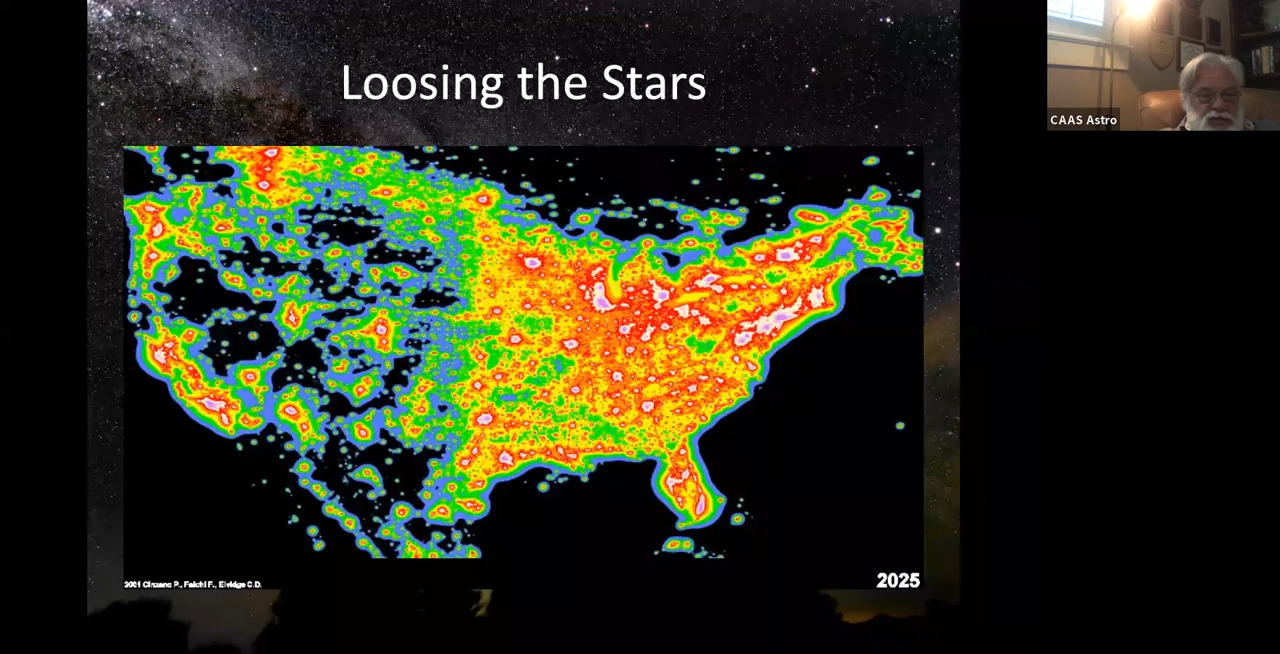 Loosing the Stars
CAAS Astro
2001 Cinzano P., Falchi F., Elvidge C.D.
2025